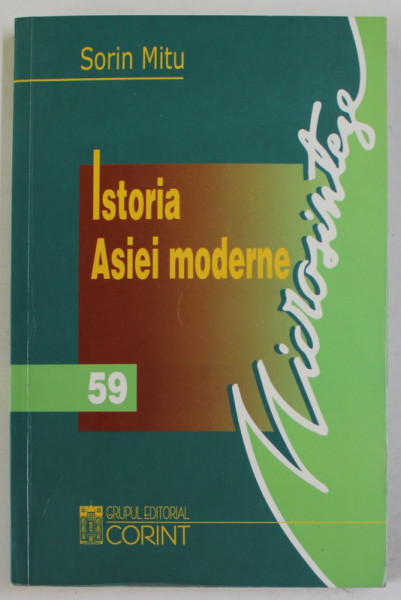 Sorin Mitu
Istoria
Asiei moderne
Microsinteze
59
GRUPUL EDITORIAL
CORINT